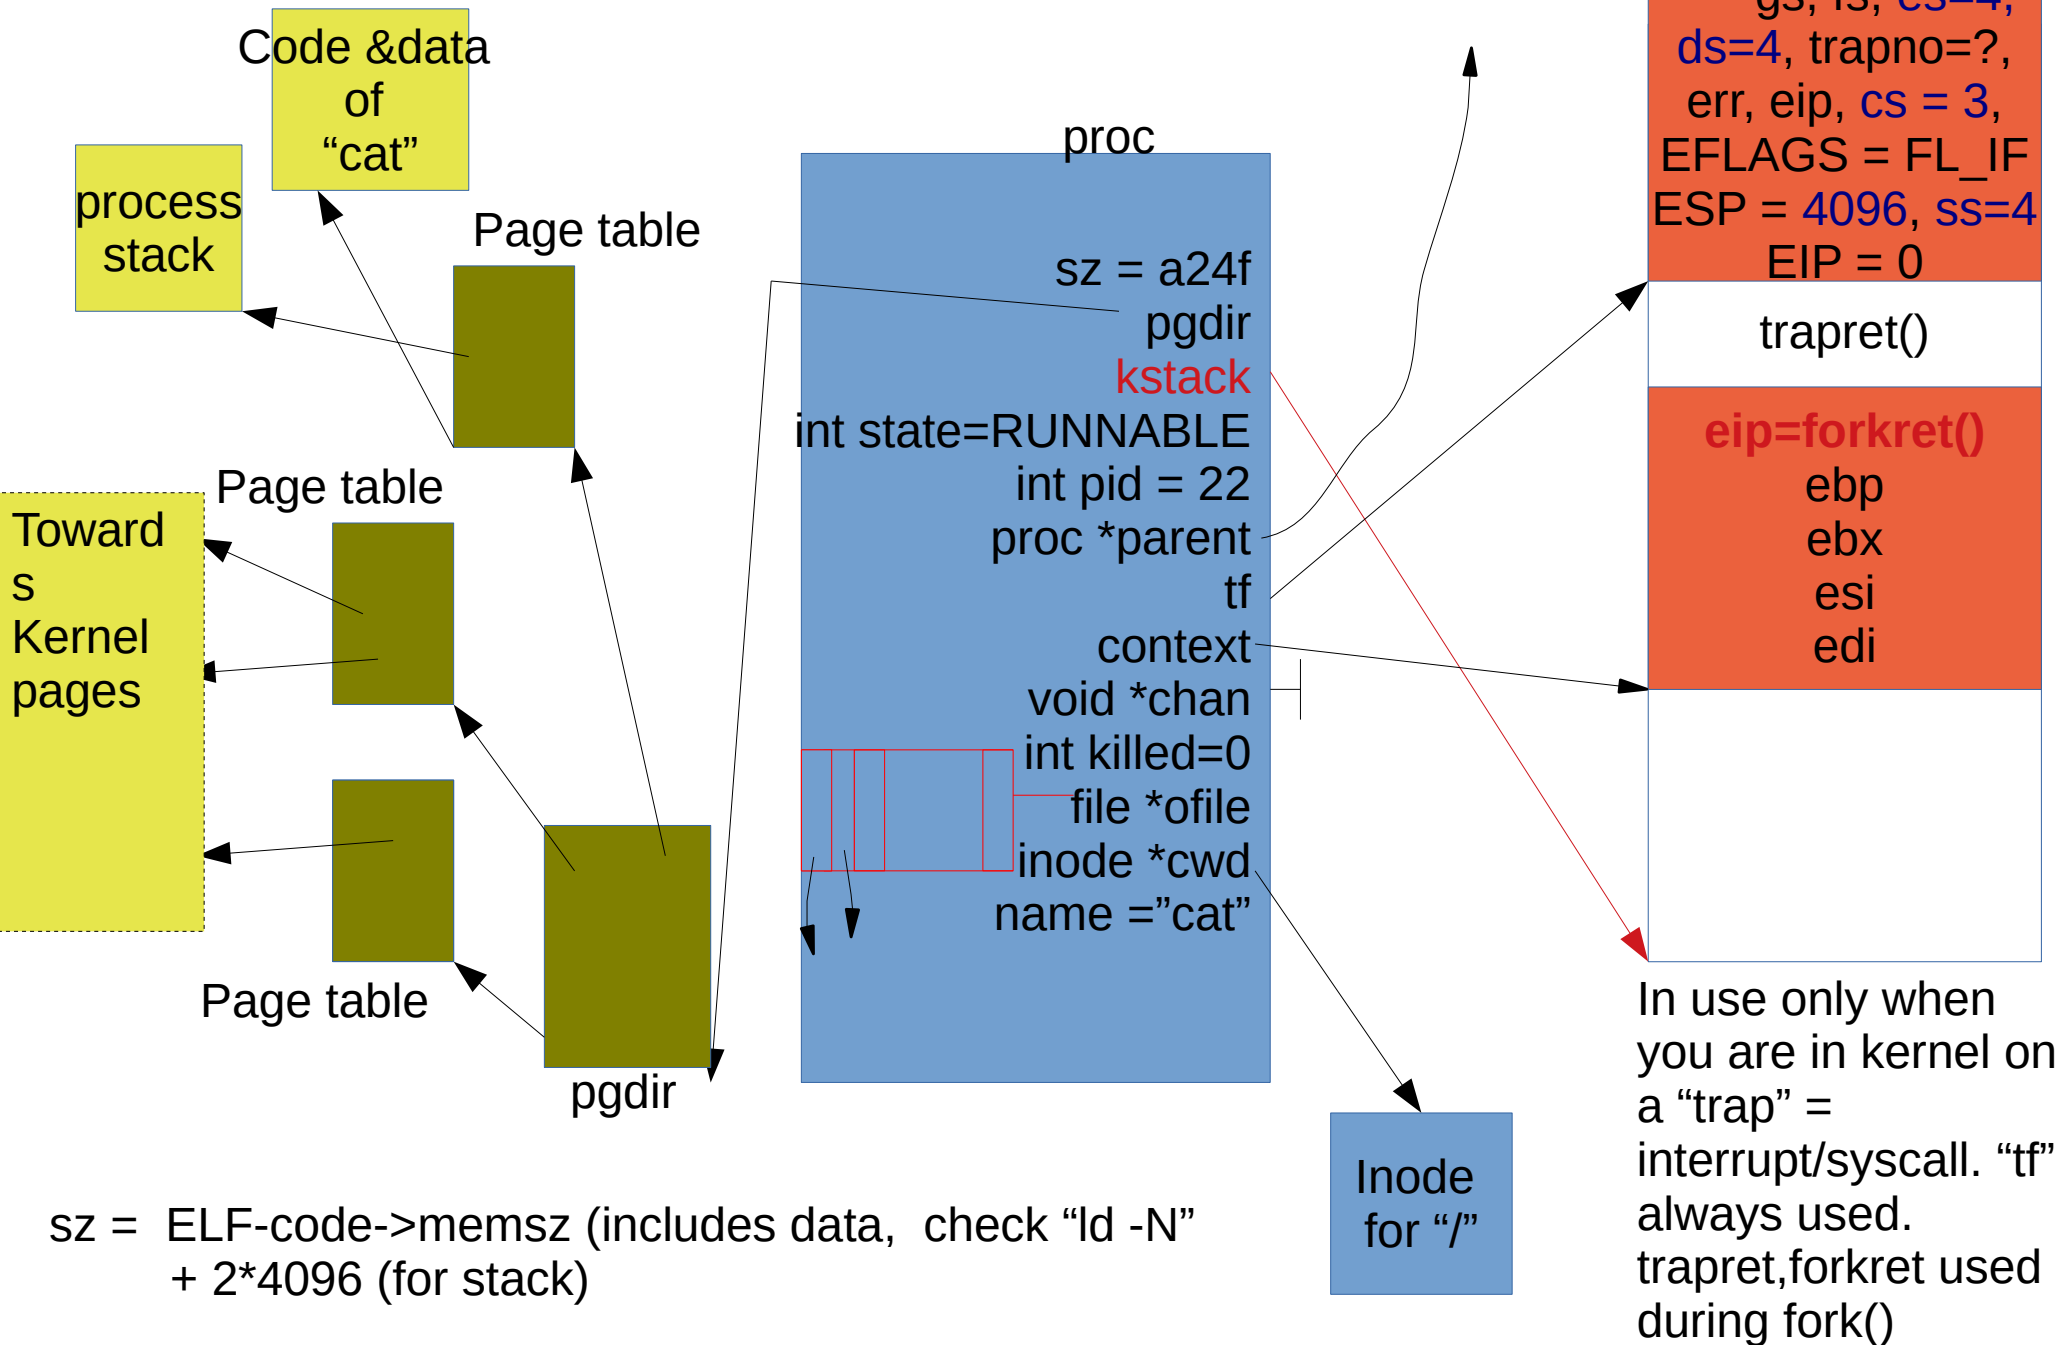 Code &data
of
“cat”
process
stack
Page table
Page table
Toward
s
Kernel
pages
Page table
pgdir
proc
sz = a24f
pgdir
kstack
int state=RUNNABLE
int pid = 22
proc *parent
tf
context
void *chan
int killed=0
file *ofile
inode *cwd
name =”cat”
gs, fs, es=4,
ds=4, trapno=?,
err, eip, cs = 3,
EFLAGS = FL_IF
ESP = 4096, ss=4
EIP = 0
trapret()
eip=forkret()
ebp
ebx
esi
edi
In use only when
you are in kernel on
a “trap” =
interrupt/syscall. “tf”
always used.
trapret,forkret used
during fork()
Inode
for “/”
sz =  ELF-code->memsz (includes data,  check “ld -N”
+ 2*4096 (for stack)